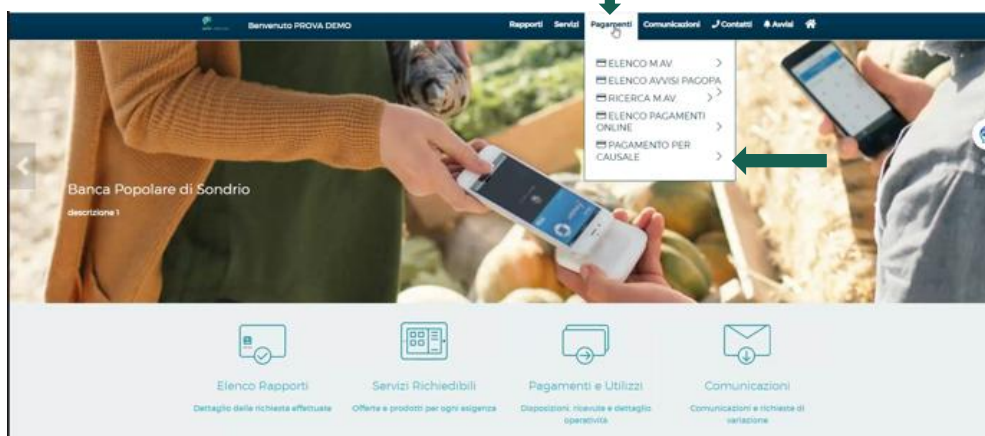 Benvenuto PROVA DEMO
Rapporti Servizi Pagamenti Comunicazioni Contatti Avvisi
ELENCO M.AV.
ELENCO AVVISI PAGOPA
RICERCA M.AV.
ELENCO PAGAMENTI
ONLINE
PAGAMENTO PER
CAUSALE
Banca Popolare di Sondrio
descrizione 1
Elenco Rapporti
Dettaglio delle richieste effettuate
Servizi Richiedibili
Offerte e prodotti per ogni esigenza
Pagamenti e Utilizzi
Disposizioni, ricevute e dettaglio
operatività
Comunicazioni
Comunicazioni e richieste di
variazione